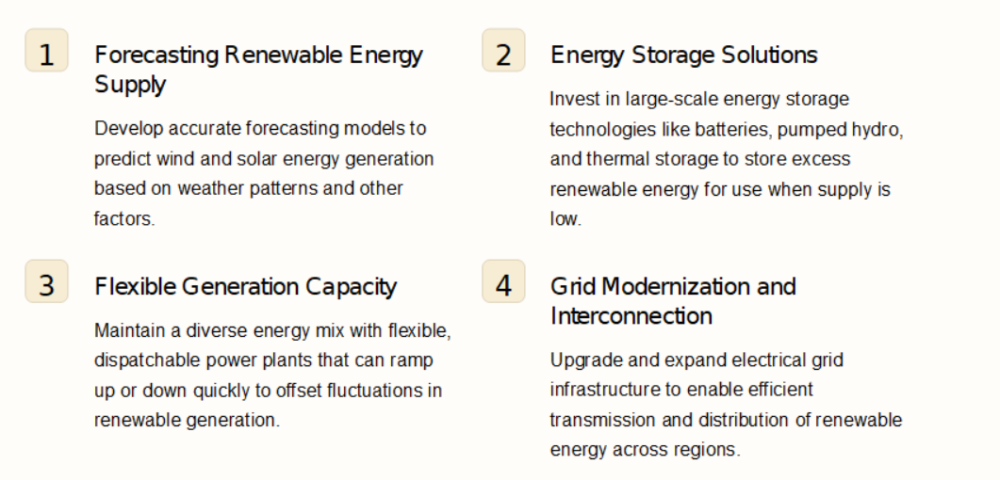 1
Forecasting Renewable Energy
Supply
Develop accurate forecasting models to
predict wind and solar energy generation
based on weather patterns and other
factors.
2
Energy Storage Solutions
Invest in large-scale energy storage
technologies like batteries, pumped hydro,
and thermal storage to store excess
renewable energy for use when supply is
low.
3
Flexible Generation Capacity
Maintain a diverse energy mix with flexible,
dispatchable power plants that can ramp
up or down quickly to offset fluctuations in
renewable generation.
4
Grid Modernization and
Interconnection
Upgrade and expand electrical grid
infrastructure to enable efficient
transmission and distribution of renewable
energy across regions.